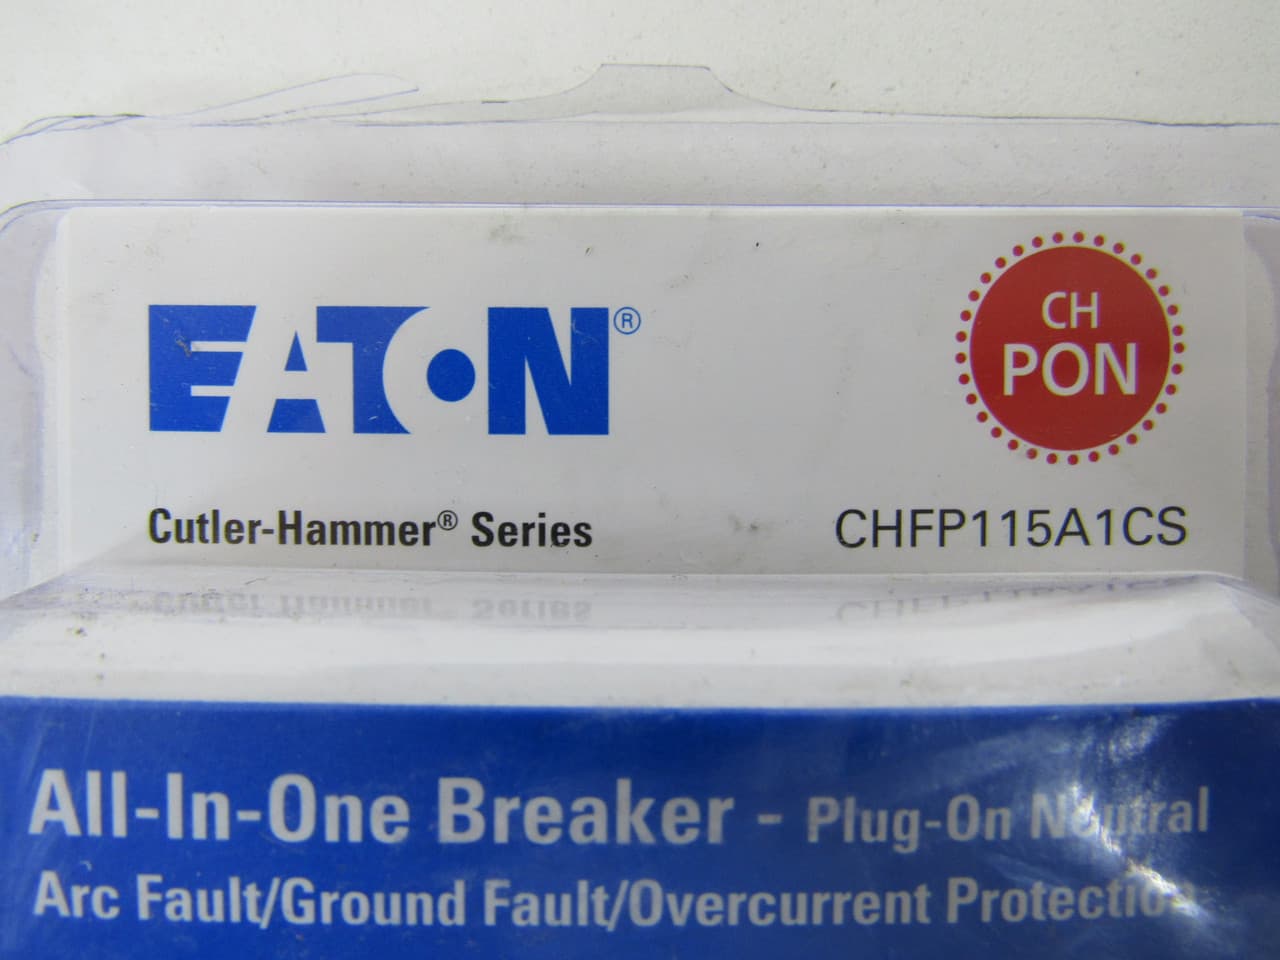 EATON®
CH
PON
Cutler-Hammer® Series
CHFP115A1CS
All-In-One Breaker - Plug-On Neutral
Arc Fault/Ground Fault/Overcurrent Protection